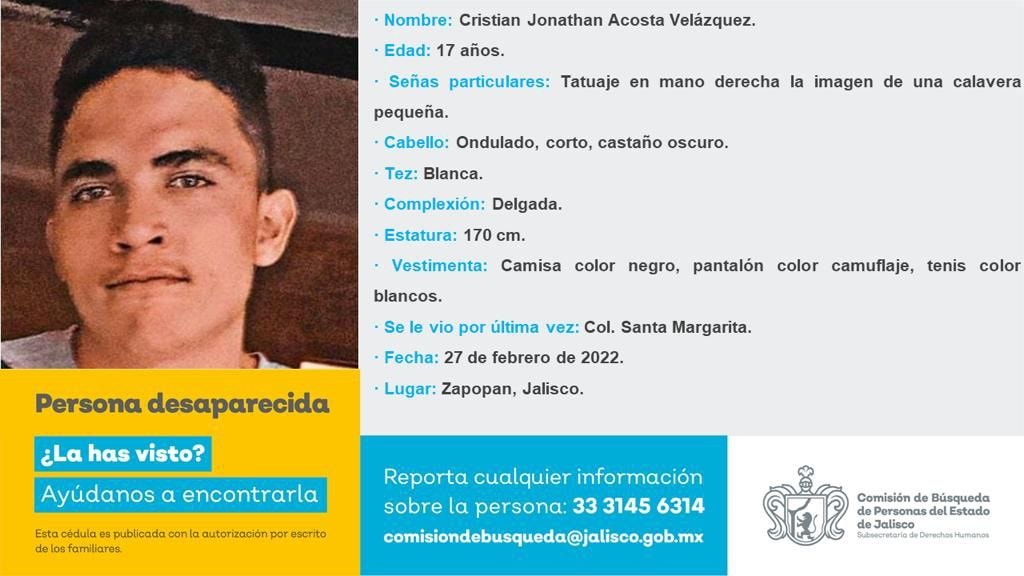 · Nombre: Cristian Jonathan Acosta Velázquez.
· Edad: 17 años.
· Señas particulares: Tatuaje en mano derecha la imagen de una calavera
pequeña.
· Cabello: Ondulado, corto, castaño oscuro.
· Tez: Blanca.
· Complexión: Delgada.
· Estatura: 170 cm.
· Vestimenta: Camisa color negro, pantalón color camuflaje, tenis color
blancos.
· Se le vio por última vez: Col. Santa Margarita.
· Fecha: 27 de febrero de 2022.
· Lugar: Zapopan, Jalisco.
Persona desaparecida
¿La has visto?
Ayúdanos a encontrarla
Esta cédula es publicada con la autorización por escrito
de los familiares.
Reporta cualquier información
sobre la persona: 33 3145 6314
comisiondebusqueda@jalisco.gob.mx
Comisión de Búsqueda
de Personas del Estado
de Jalisco
Subsecretaría de Derechos Humanos